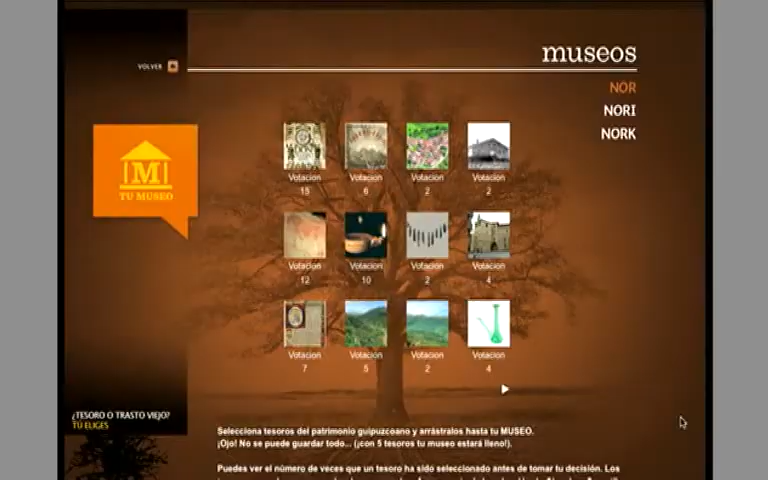 museos
VOLVER
NOR
NORI
NORK
M
TU MUSEO
Votacion Votacion Votacion Votacion
15 6 2 2
Votacion Votacion Votacion Votacion
12 10 2 4
Votacion Votacion Votacion Votacion
7 5 2 4
¿TESORO O TRASTO VIEJO?
TÚ ELIGES
Selecciona tesoros del patrimonio guipuzcoano y arrástralos hasta tu MUSEO.
¡Ojo! No se puede guardar todo... (¡con 5 tesoros tu museo estará lleno!).
Puedes ver el número de veces que un tesoro ha sido seleccionado antes de tomar tu decisión. Los